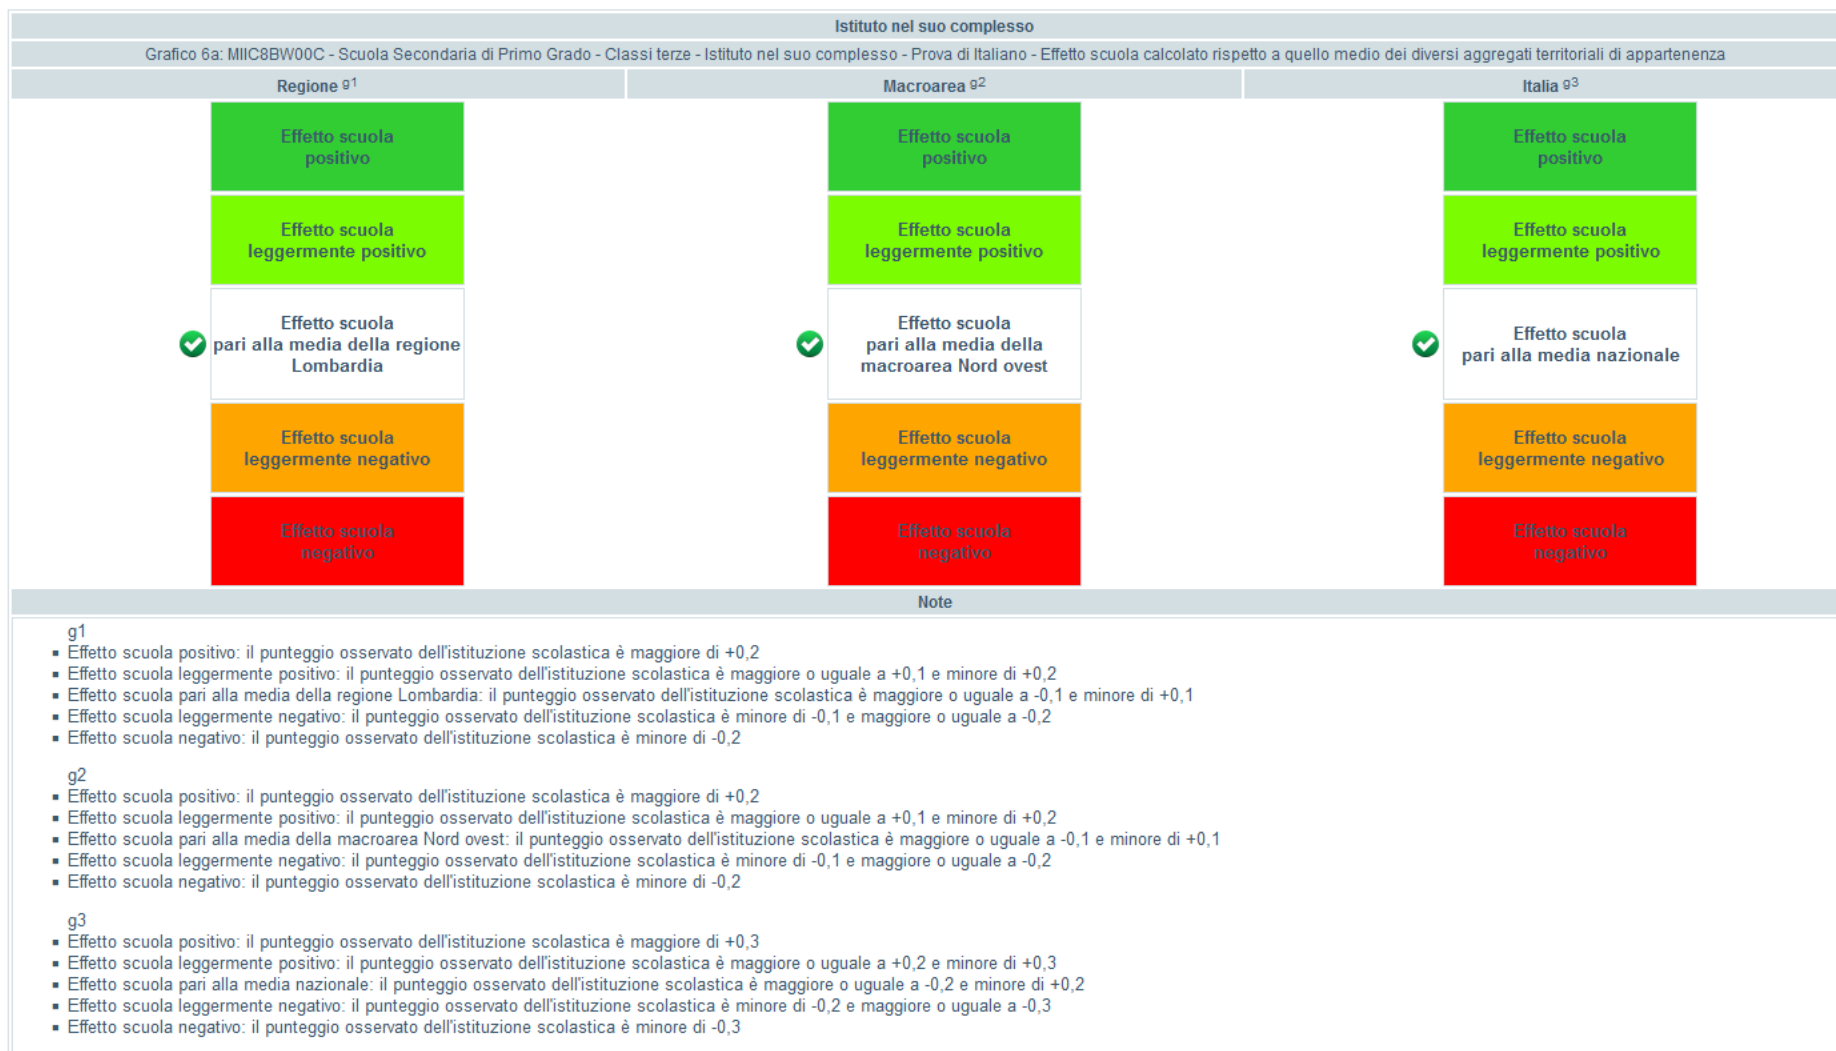 Istituto nel suo complesso
Grafico 6a: MIIC8BW00C - Scuola Secondaria di Primo Grado - Classi terze - Istituto nel suo complesso - Prova di Italiano - Effetto scuola calcolato rispetto a quello medio dei diversi aggregati territoriali di appartenenza
Regione g1
Macroarea g2
Italia g3
Effetto scuola
positivo
Effetto scuola
positivo
Effetto scuola
positivo
Effetto scuola
leggermente positivo
Effetto scuola
leggermente positivo
Effetto scuola
leggermente positivo
Effetto scuola
pari alla media della regione
Lombardia
Effetto scuola
pari alla media della
macroarea Nord ovest
Effetto scuola
pari alla media nazionale
Effetto scuola
leggermente negativo
Effetto scuola
leggermente negativo
Effetto scuola
leggermente negativo
Effetto scuola
negativo
Effetto scuola
negativo
Effetto scuola
negativo
Note
g1
▪ Effetto scuola positivo: il punteggio osservato dell'istituzione scolastica è maggiore di +0,2
▪ Effetto scuola leggermente positivo: il punteggio osservato dell'istituzione scolastica è maggiore o uguale a +0,1 e minore di +0,2
▪ Effetto scuola pari alla media della regione Lombardia: il punteggio osservato dell'istituzione scolastica è maggiore o uguale a -0,1 e minore di +0,1
▪ Effetto scuola leggermente negativo: il punteggio osservato dell'istituzione scolastica è minore di -0,1 e maggiore o uguale a -0,2
▪ Effetto scuola negativo: il punteggio osservato dell'istituzione scolastica è minore di -0,2
g2
▪ Effetto scuola positivo: il punteggio osservato dell'istituzione scolastica è maggiore di +0,2
▪ Effetto scuola leggermente positivo: il punteggio osservato dell'istituzione scolastica è maggiore o uguale a +0,1 e minore di +0,2
▪ Effetto scuola pari alla media della macroarea Nord ovest: il punteggio osservato dell'istituzione scolastica è maggiore o uguale a -0,1 e minore di +0,1
▪ Effetto scuola leggermente negativo: il punteggio osservato dell'istituzione scolastica è minore di -0,1 e maggiore o uguale a -0,2
▪ Effetto scuola negativo: il punteggio osservato dell'istituzione scolastica è minore di -0,2
g3
▪ Effetto scuola positivo: il punteggio osservato dell'istituzione scolastica è maggiore di +0,3
▪ Effetto scuola leggermente positivo: il punteggio osservato dell'istituzione scolastica è maggiore o uguale a +0,2 e minore di +0,3
▪ Effetto scuola pari alla media nazionale: il punteggio osservato dell'istituzione scolastica è maggiore o uguale a -0,2 e minore di +0,2
▪ Effetto scuola leggermente negativo: il punteggio osservato dell'istituzione scolastica è minore di -0,2 e maggiore o uguale a -0,3
▪ Effetto scuola negativo: il punteggio osservato dell'istituzione scolastica è minore di -0,3